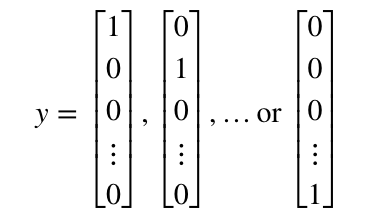 y = [1 0 0 ⋮ 0], [0 1 0 ⋮ 0], … or [0 0 0 ⋮ 1]